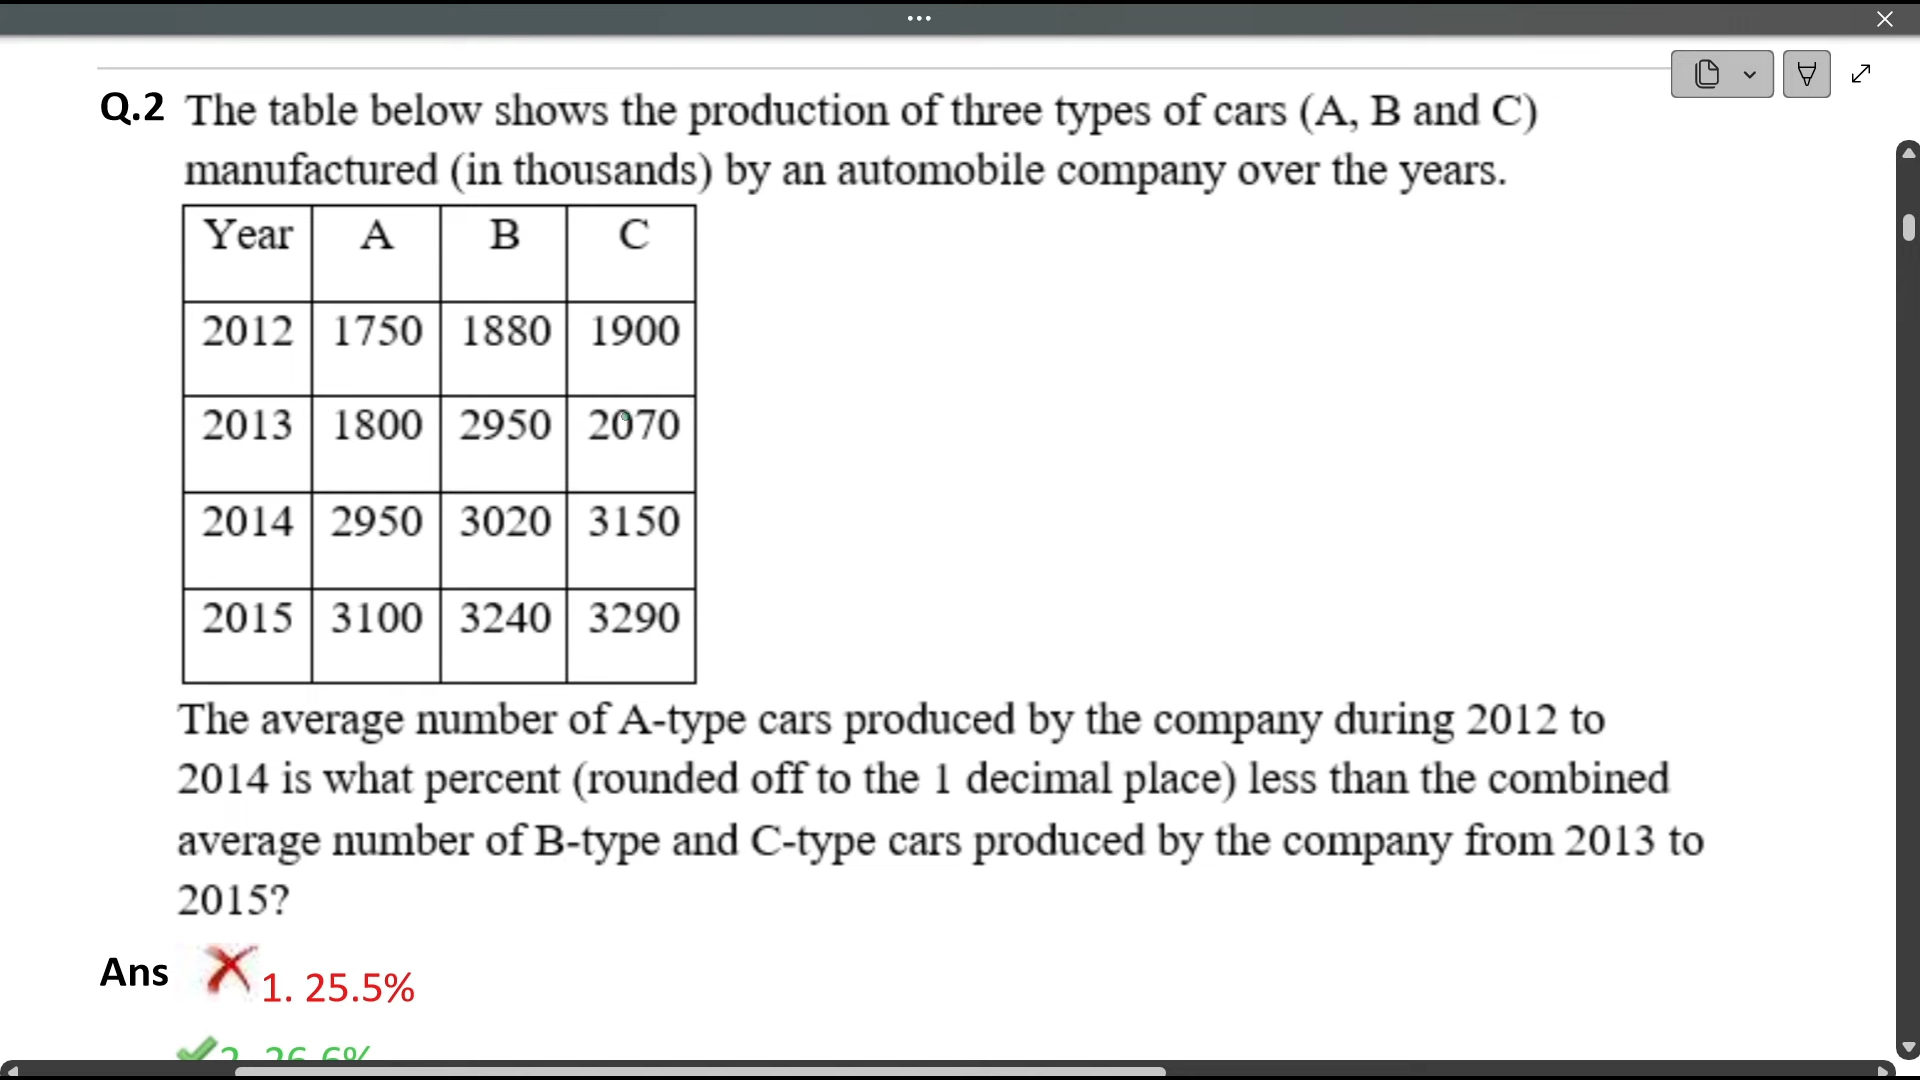 Q.2 The table below shows the production of three types of cars (A, B and C)
manufactured (in thousands) by an automobile company over the years.
Year A B C
2012 1750 1880 1900
2013 1800 2950 2070
2014 2950 3020 3150
2015 3100 3240 3290
The average number of A-type cars produced by the company during 2012 to
2014 is what percent (rounded off to the 1 decimal place) less than the combined
average number of B-type and C-type cars produced by the company from 2013 to
2015?
Ans 1. 25.5%
2. 26.6%